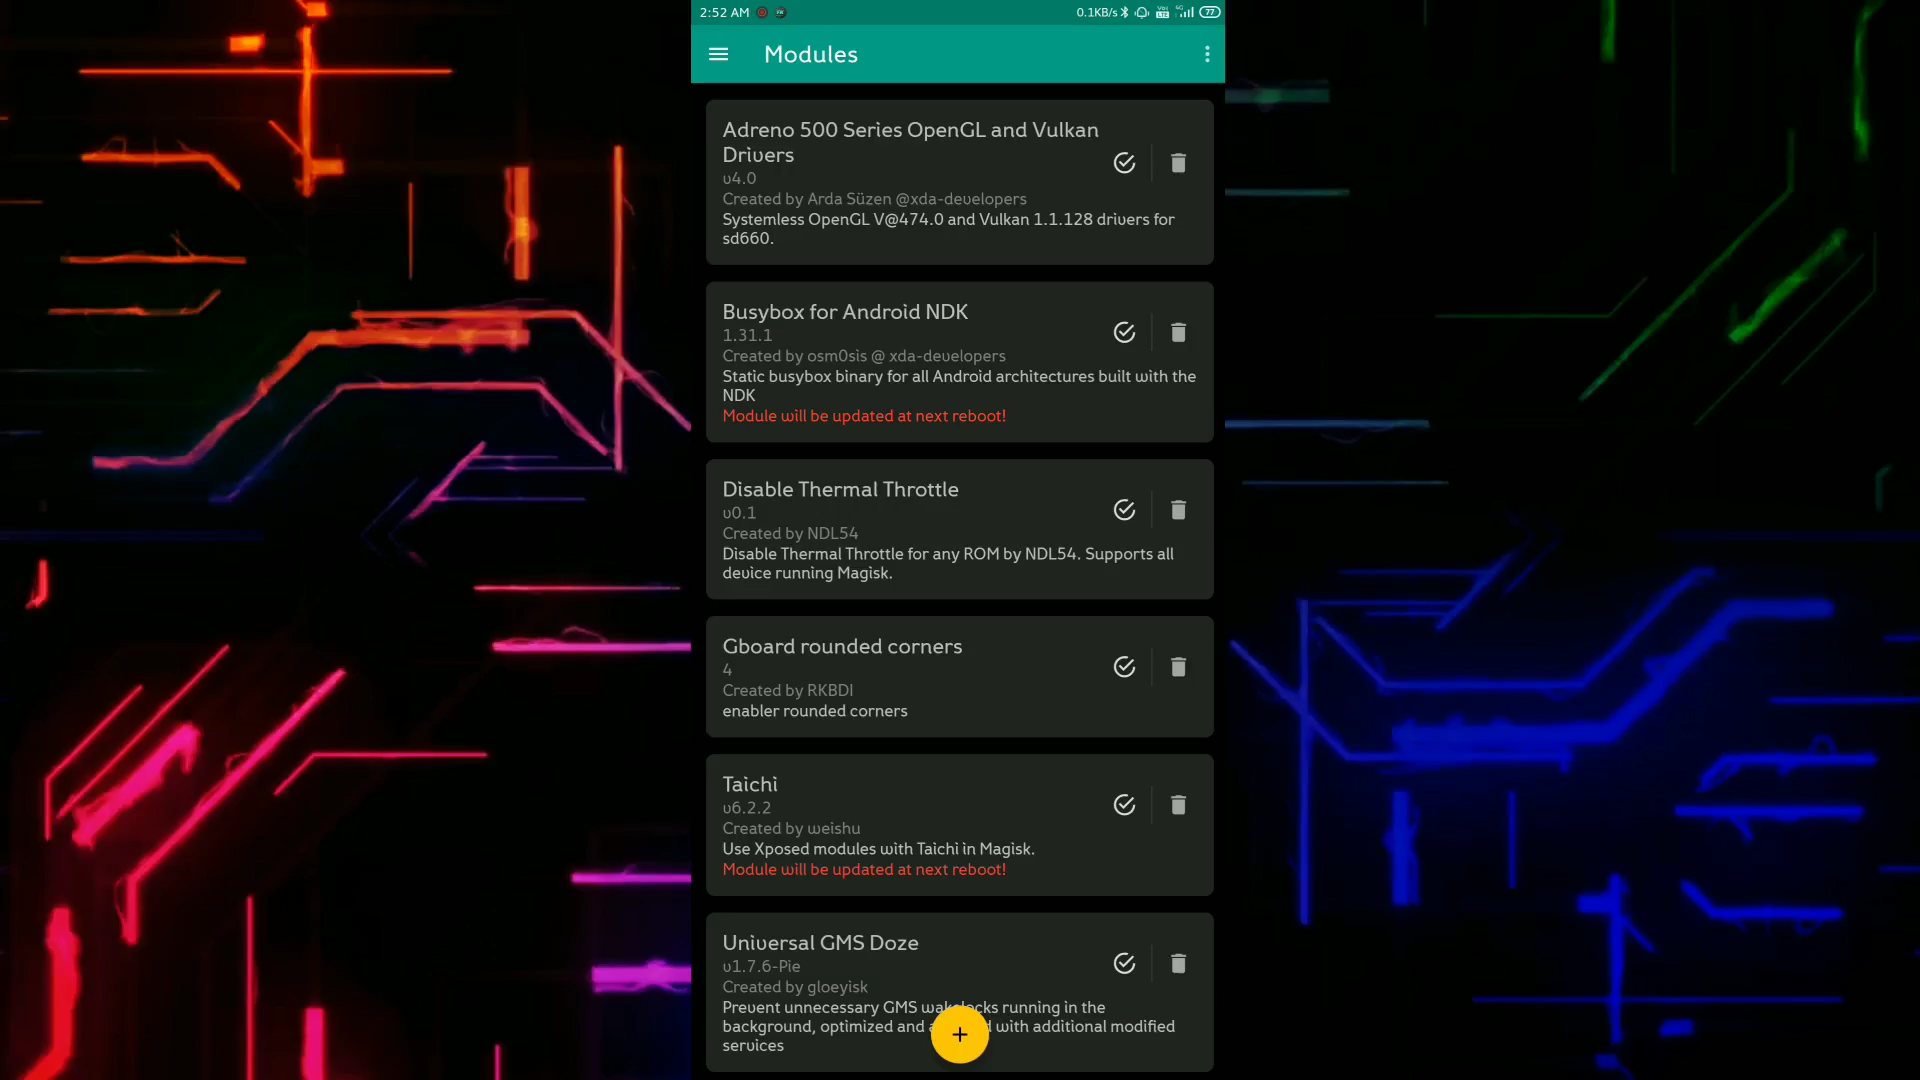 2:52 AM
0.1KB/s
77
Modules
Adreno 500 Series OpenGL and Vulkan
Drivers
v4.0
Created by Arda Süzen @xda-developers
Systemless OpenGL V@474.0 and Vulkan 1.1.128 drivers for
sd660.
Busybox for Android NDK
1.31.1
Created by osm0sis @ xda-developers
Static busybox binary for all Android architectures built with the
NDK
Module will be updated at next reboot!
Disable Thermal Throttle
v0.1
Created by NDL54
Disable Thermal Throttle for any ROM by NDL54. Supports all
device running Magisk.
Gboard rounded corners
4
Created by RKBDI
enabler rounded corners
Taichi
v6.2.2
Created by weishu
Use Xposed modules with Taichi in Magisk.
Module will be updated at next reboot!
Universal GMS Doze
v1.7.6-Pie
Created by gloeyisk
Prevent unnecessary GMS wakelocks running in the
background, optimized and with additional modified
services